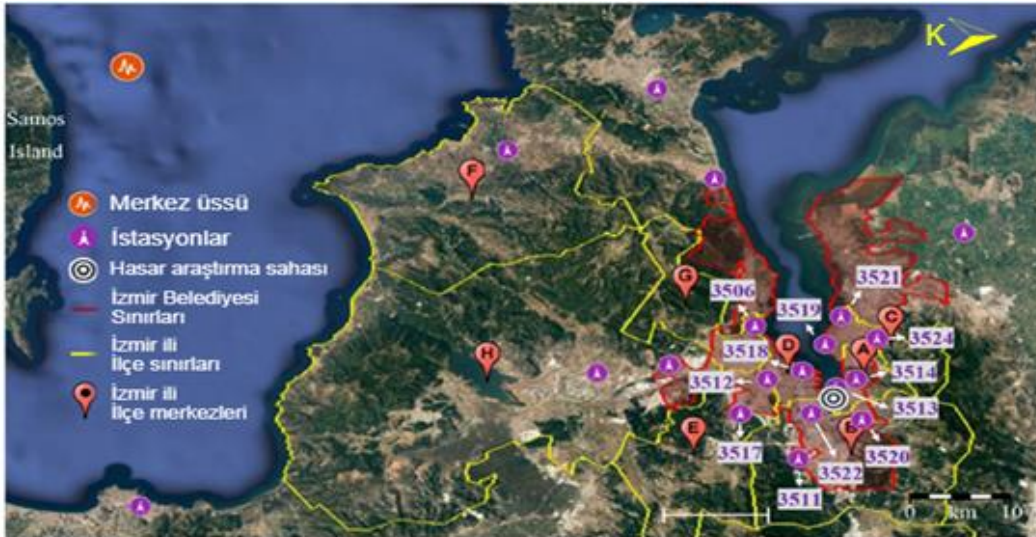 K
Samos
Island
Merkez üssü
İstasyonlar
Hasar araştırma sahası
İzmir Belediyesi
Sınırları
İzmir ili
İlçe sınırları
İzmir ili
İlçe merkezleri
F
G
H
E
D
C
A
B
3506
3519
3521
3518
3524
3512
3514
3513
3517
3520
3522
3511
0 km 10